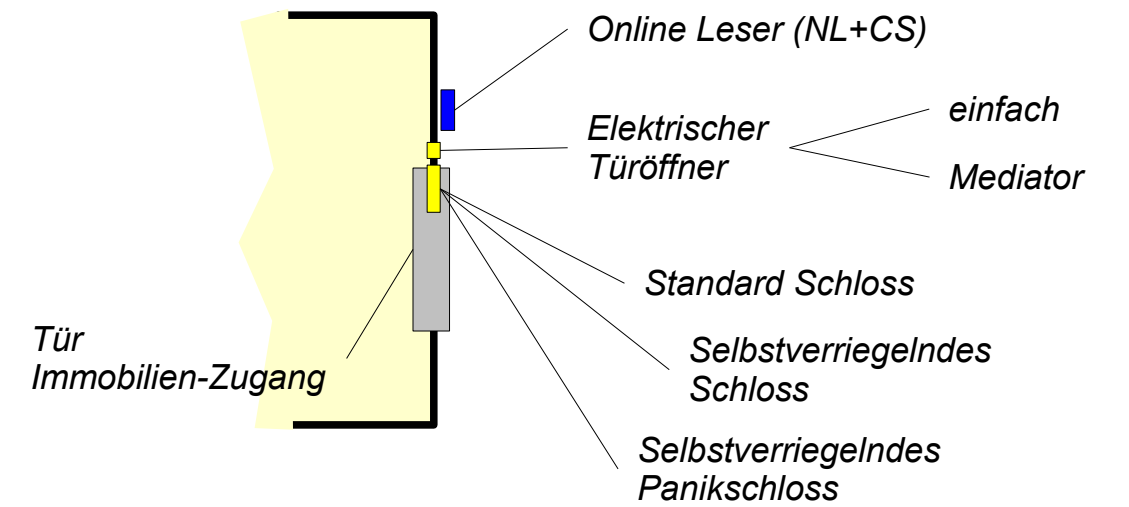 Online Leser (NL+CS)
einfach
Elektrischer
Türöffner
Mediator
Standard Schloss
Tür
Immobilien-Zugang
Selbstverriegelndes
Schloss
Selbstverriegelndes
Panikschloss